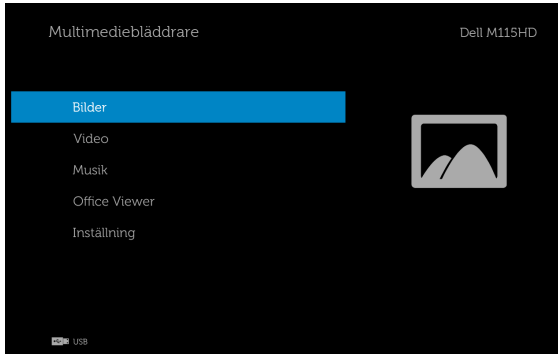 Multimediebläddrare
Dell M115HD
Bilder
Video
Musik
Office Viewer
Inställning
USB